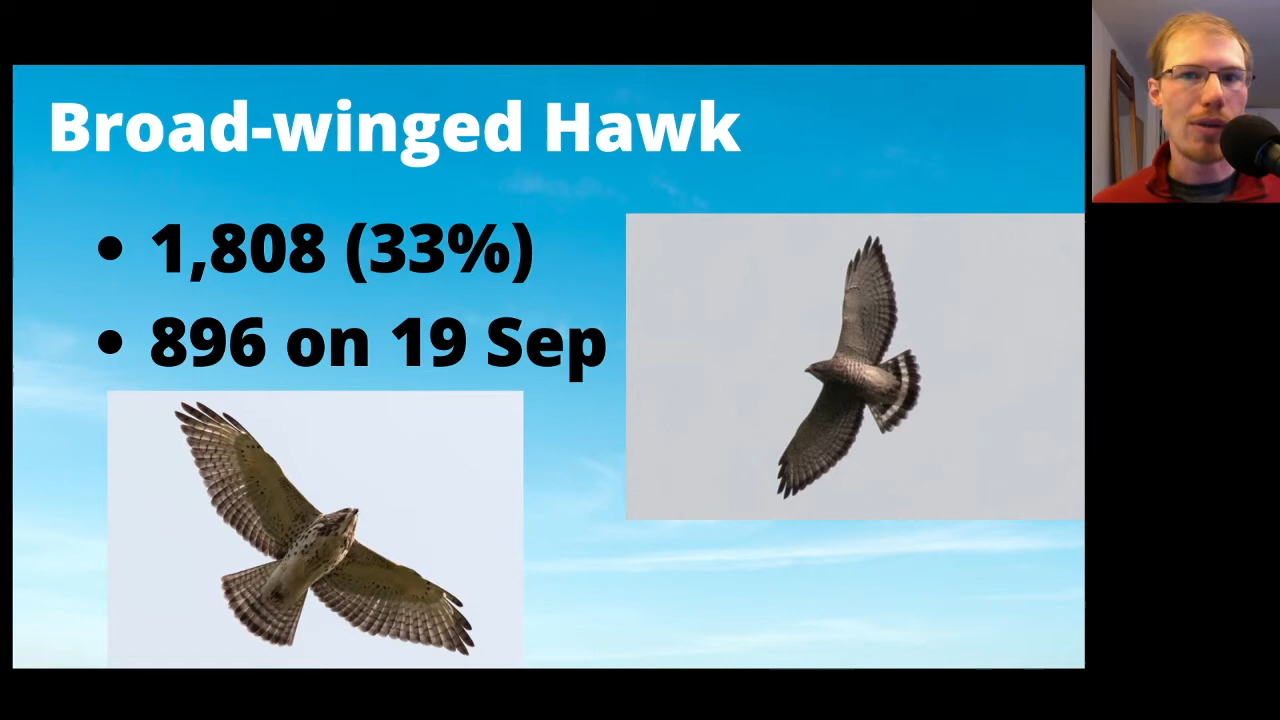 Broad-winged Hawk
• 1,808 (33%)
• 896 on 19 Sep